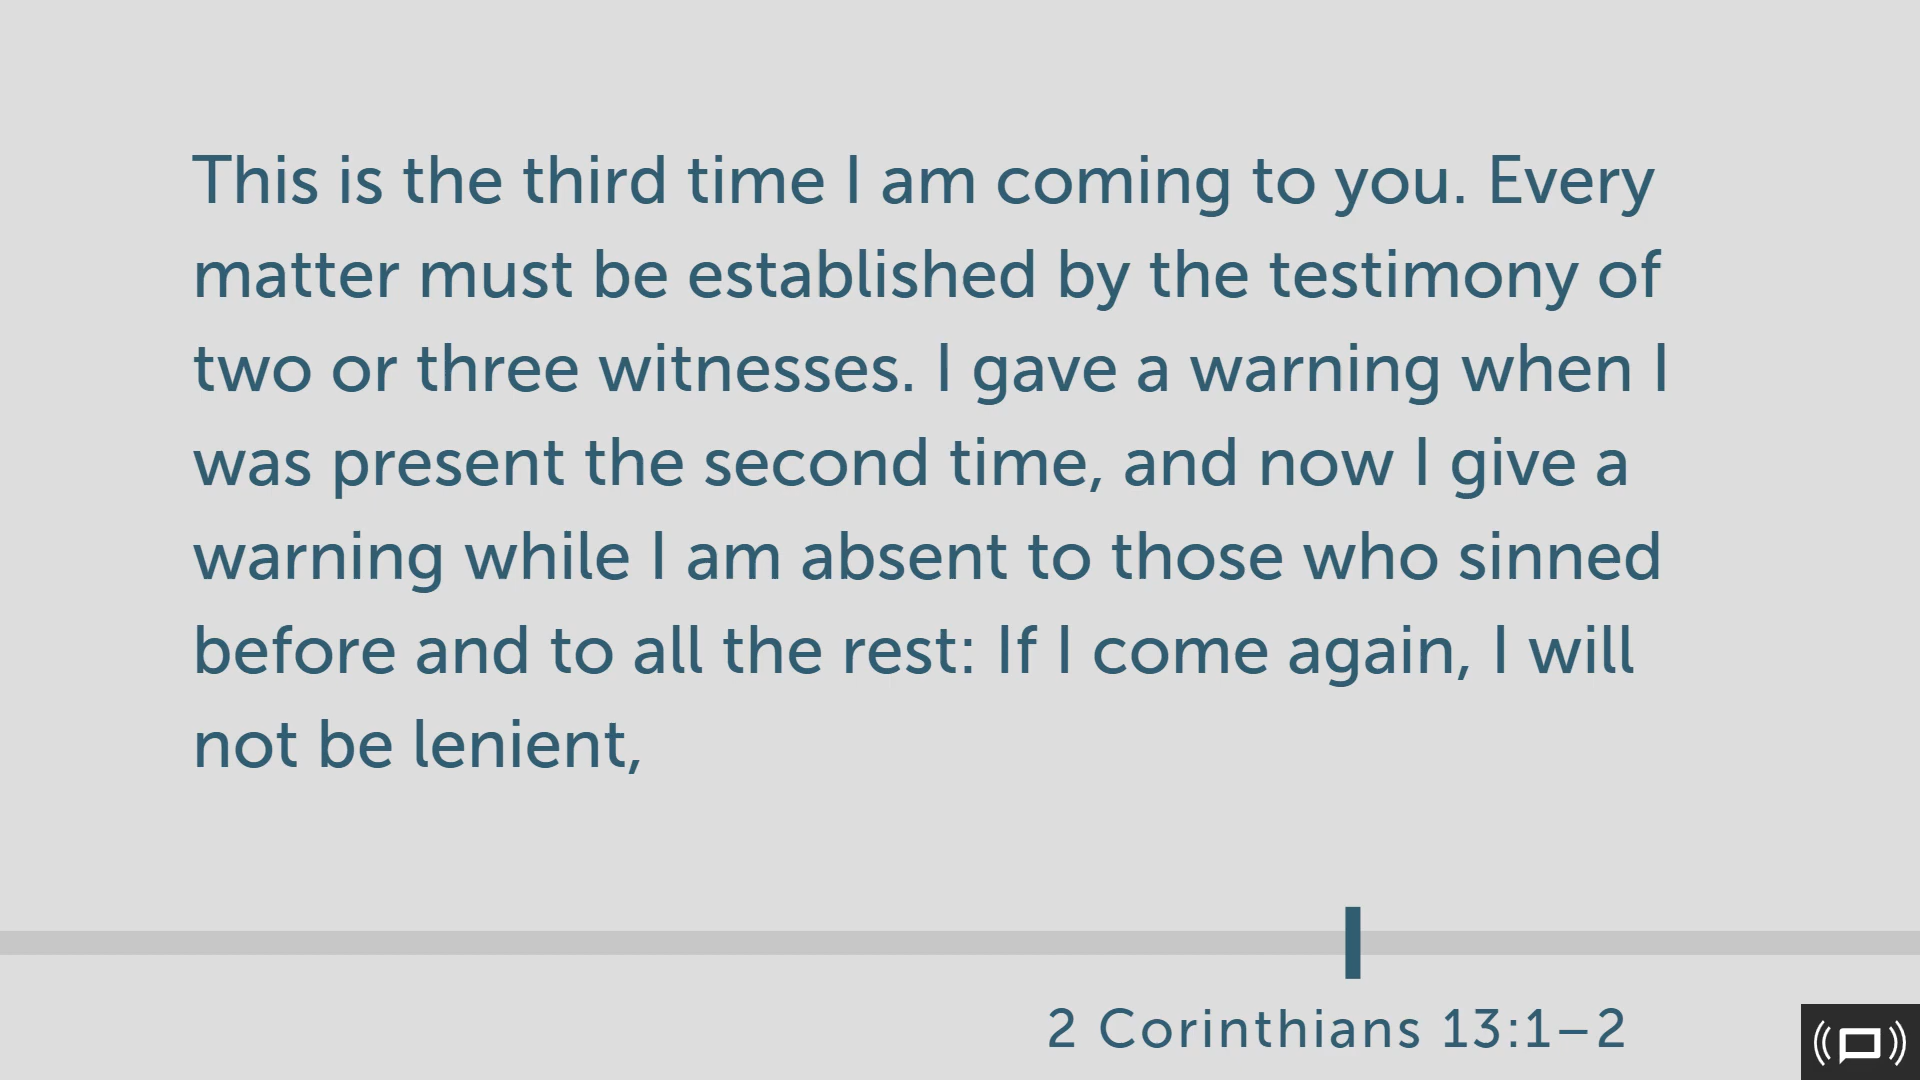 This is the third time I am coming to you. Every
matter must be established by the testimony of
two or three witnesses. I gave a warning when I
was present the second time, and now I give a
warning while I am absent to those who sinned
before and to all the rest: If I come again, I will
not be lenient,
2 Corinthians 13:1–2